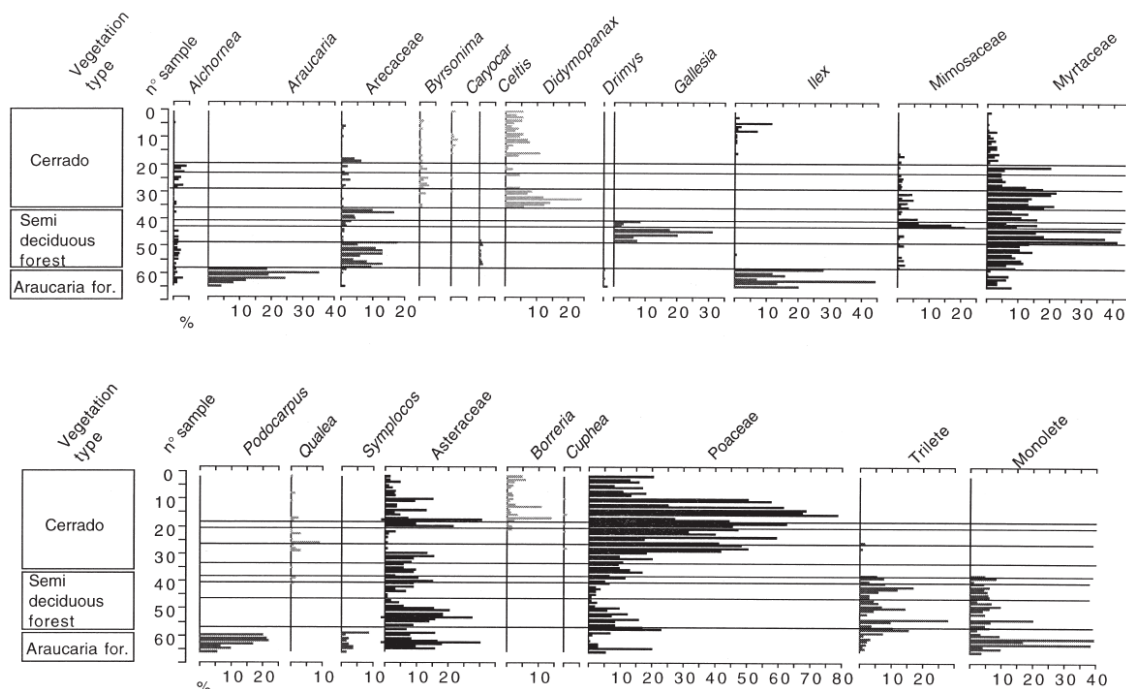 Vegetation type
n° sample
Alchornea
Araucaria
Arecaceae
Byrsonima
Caryocar
Celtis
Didymopanax
Drimys
Gallesia
Ilex
Mimosaceae
Myrtaceae
Cerrado
Semi deciduous forest
Araucaria for.
0
10
20
30
40
50
60
%
10 20 30 40
0 10 20
10
10
10 20
10 20 30
10 20 30 40
10 20
10 20 30 40
Vegetation type
n° sample
Podocarpus
Qualea
Symplocos
Asteraceae
Borreria
Cuphea
Poaceae
Trilete
Monolete
Cerrado
Semi deciduous forest
Araucaria for.
0
10
20
30
40
50
60
%
10 20
10
10
10 20 30
10
10 20 30 40 50 60 70 80
10 20
10 20 30 40